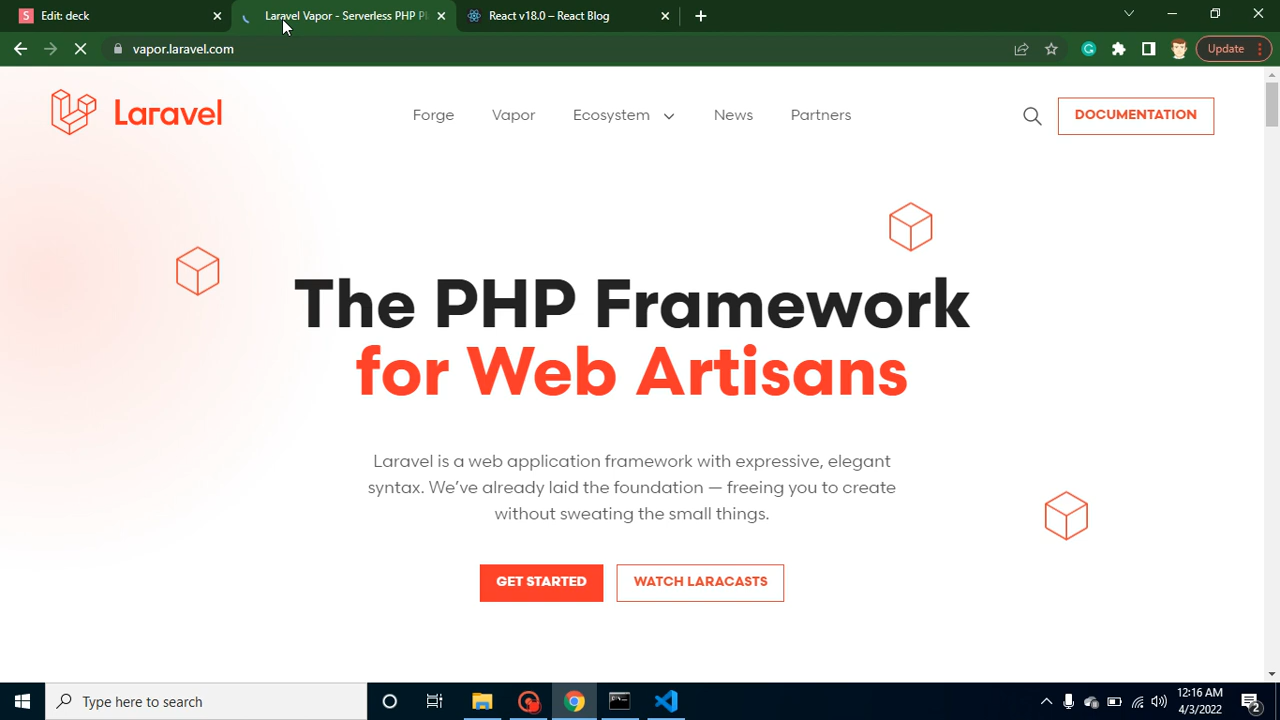 Edit: deck
Laravel Vapor - Serverless PHP Pl
React v18.0 – React Blog
vapor.laravel.com
Update
Laravel
Forge
Vapor
Ecosystem
News
Partners
DOCUMENTATION
The PHP Framework
for Web Artisans
Laravel is a web application framework with expressive, elegant
syntax. We’ve already laid the foundation — freeing you to create
without sweating the small things.
GET STARTED
WATCH LARACASTS
Type here to search
12:16 AM
4/3/2022
2